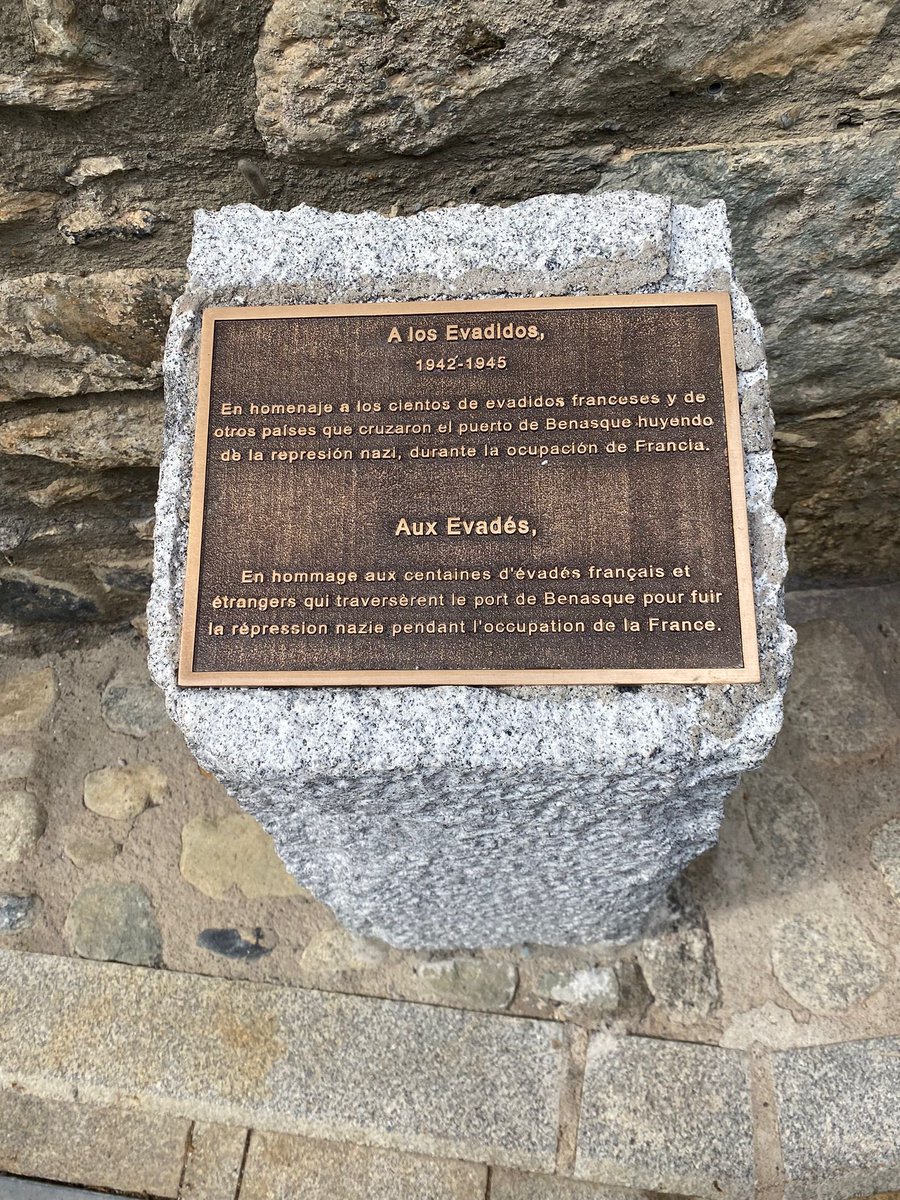 A los Evadidos,
1942-1945
En homenaje a los cientos de evadidos franceses y de
otros países que cruzaron el puerto de Benasque huyendo
de la represión nazi, durante la ocupación de Francia.
Aux Evadés,
En hommage aux centaines d'évadés français et
étrangers qui traversèrent le port de Benasque pour fuir
la répression nazie pendant l'occupation de la France.